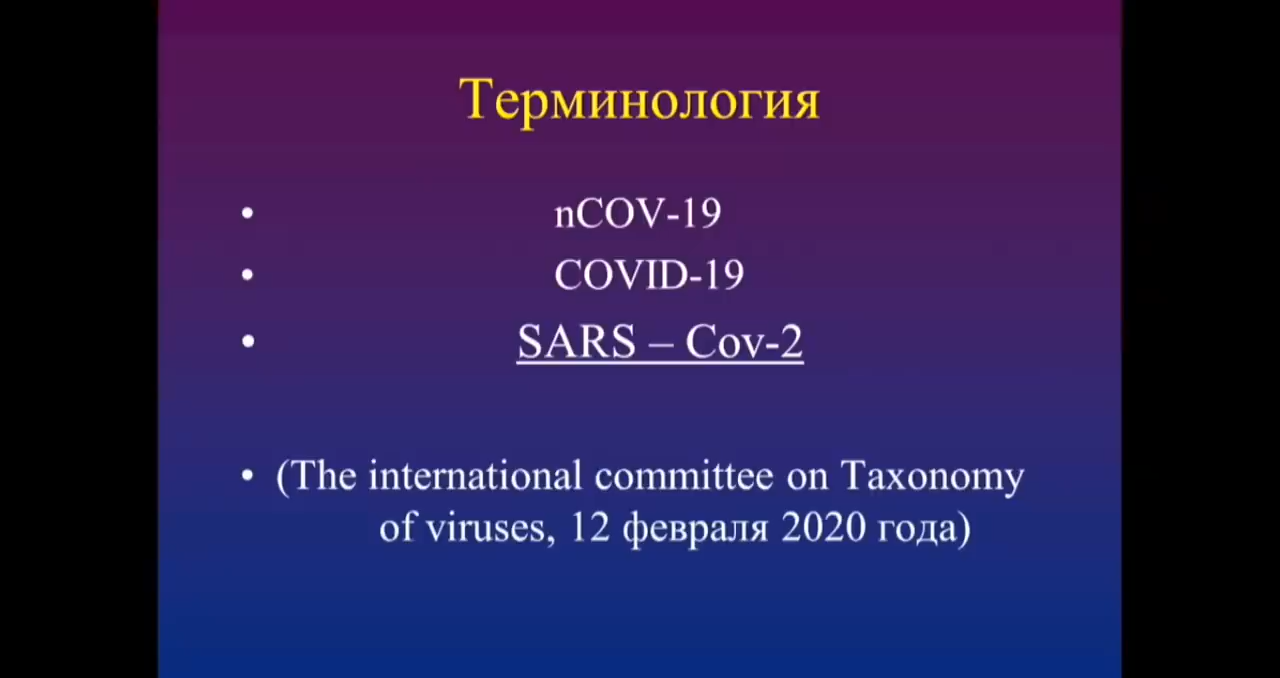 Терминология
• nCOV-19
• COVID-19
• SARS – Cov-2
• (The international committee on Taxonomy
of viruses, 12 февраля 2020 года)